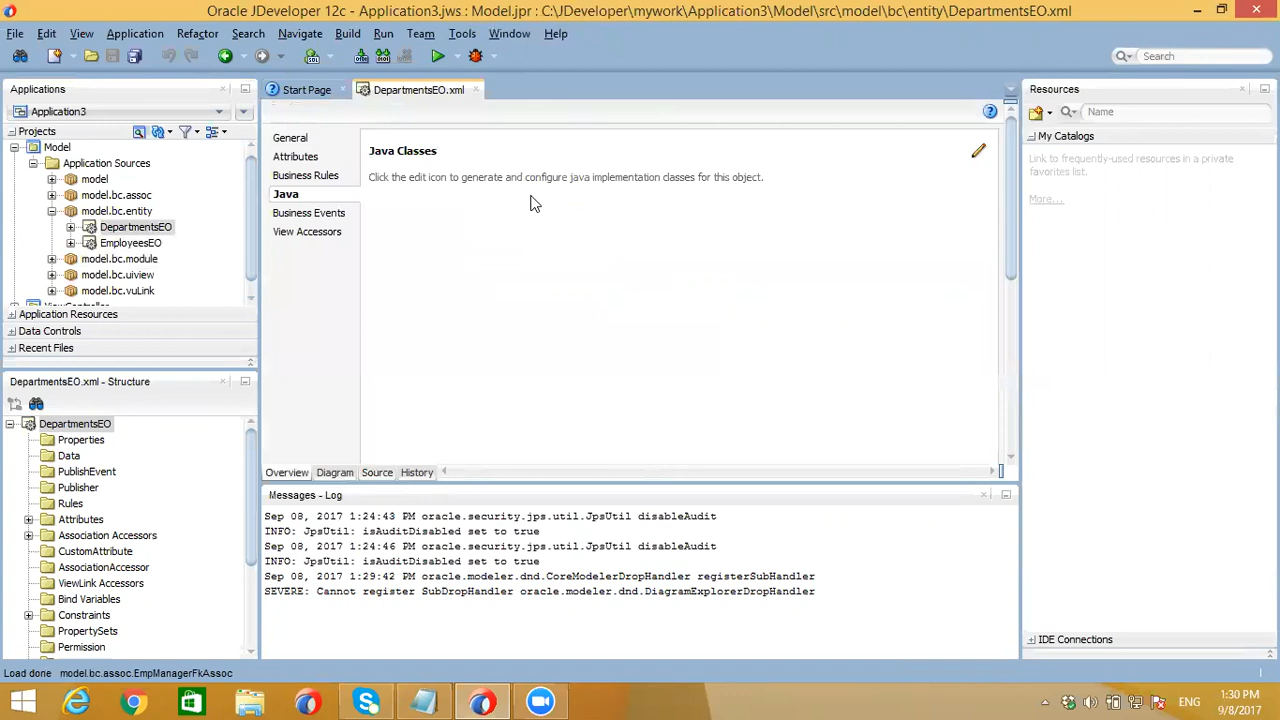 Oracle JDeveloper 12c - Application3.jws : Model.jpr : C:\JDeveloper\mywork\Application3\Model\src\model\bc\entity\DepartmentsEO.xml
File Edit View Application Refactor Search Navigate Build Run Team Tools Window Help
Search
Applications
Application3
Projects
Model
Application Sources
model
model.bc.assoc
model.bc.entity
DepartmentsEO
EmployeesEO
model.bc.module
model.bc.uiview
model.bc.vuLink
ViewController
Application Resources
Data Controls
Recent Files
DepartmentsEO.xml - Structure
DepartmentsEO
Properties
Data
PublishEvent
Publisher
Rules
Attributes
Association Accessors
CustomAttribute
AssociationAccessor
ViewLink Accessors
Bind Variables
Constraints
PropertySets
Permission
Start Page
DepartmentsEO.xml
General
Attributes
Business Rules
Java
Business Events
View Accessors
Java Classes
Click the edit icon to generate and configure java implementation classes for this object.
Overview Diagram Source History
Messages - Log
Sep 08, 2017 1:24:43 PM oracle.security.jps.util.JpsUtil disableAudit
INFO: JpsUtil: isAuditDisabled set to true
Sep 08, 2017 1:24:46 PM oracle.security.jps.util.JpsUtil disableAudit
INFO: JpsUtil: isAuditDisabled set to true
Sep 08, 2017 1:29:42 PM oracle.modeler.dnd.CoreModelerDropHandler registerSubHandler
SEVERE: Cannot register SubDropHandler oracle.modeler.dnd.DiagramExplorerDropHandler
Resources
Name
My Catalogs
Link to frequently-used resources in a private
favorites list.
More...
IDE Connections
Load done model.bc.assoc.EmpManagerFkAssoc
ENG
1:30 PM
9/8/2017